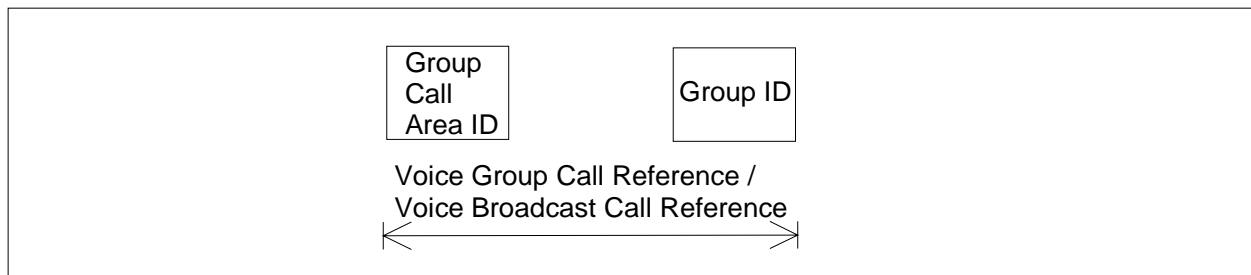 Group
Call
Area ID
Group ID
Voice Group Call Reference /
Voice Broadcast Call Reference